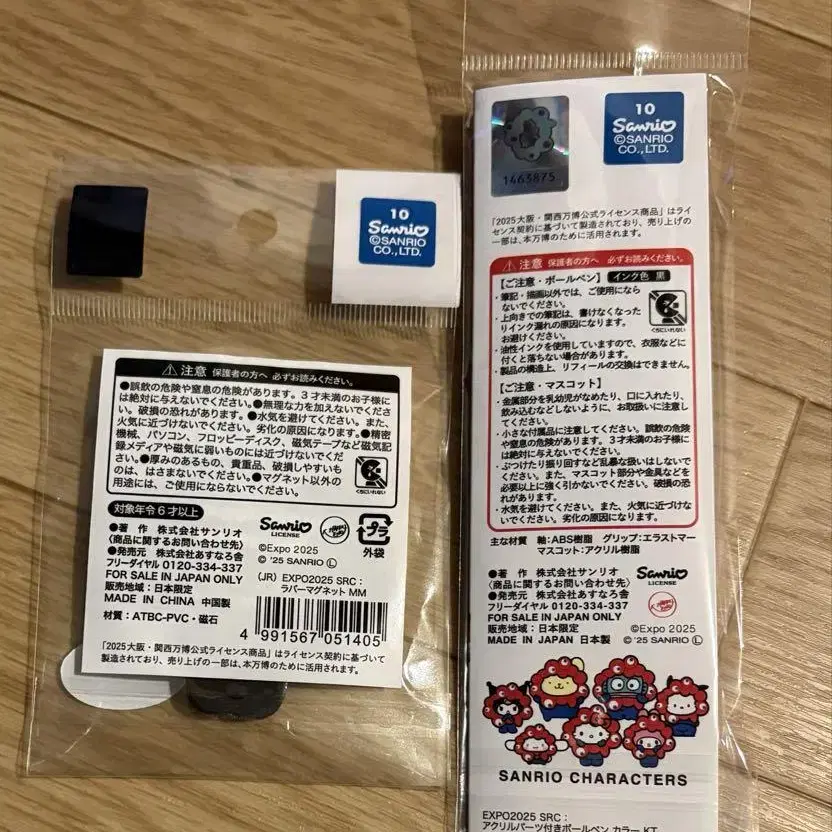 10
Sanrio
©SANRIO
CO., LTD.
⚠注意 保護者の方へ 必ずお読みください。
●誤飲の危険や窒息の危険があります。3才未満のお子様には
は絶対に与えないでください。●無理な力を加えないでくだ
さい。破損の恐れがあります。●水気を避けてください。また、
火気に近づけないでください。劣化の原因になります。●精密
機械、パソコン、フロッピーディスク、磁気テープなど磁気記
録メディアや磁気に弱いものには近づけないでください。
●厚みのあるもの、貴重品、破損しやすいも
のは、はさまないでください。●マグネット以外の
用途には、ご使用にならないでください。
くちにいれない
対象年令6才以上
●著 作 株式会社サンリオ
〈商品に関するお問い合わせ先〉
●発売元 株式会社あすなろ舎
フリーダイヤル 0120-334-337
FOR SALE IN JAPAN ONLY
販売地域:日本限定
MADE IN CHINA 中国製
材質:ATBC-PVC・磁石
Sanrio
LICENSE
プラ
外袋
©Expo 2025
© '25 SANRIO Ⓛ
(JR) EXPO2025 SRC:
ラバーマグネット MM
4 991567 051405
「2025大阪・関西万博公式ライセンス商品」はライセンス契約に基づいて
製造されており、売り上げの一部は、本万博のために活用されます。
1463875
10
Sanrio
©SANRIO
CO., LTD.
「2025大阪・関西万博公式ライセンス商品」はライ
センス契約に基づいて製造されており、売り上げの
一部は、本万博のために活用されます。
⚠注意 保護者の方へ 必ずお読みください。
【ご注意・ボールペン】 インク色 黒
・筆記・描画以外では、ご使用になら
ないでください。
・上向きでの筆記は、書けなくなった
りインク漏れの原因になります。
お避けください。
くちにいれない
・油性インクを使用していますので、衣服などに
付くと落ちない場合があります。
・製品の構造上、リフィールの交換はできません。
【ご注意・マスコット】
・金属部分を乳幼児がなめたり、口に入れたり、
飲み込むなどしないように、お取扱いに注意し
てください。
・小さな付属品に注意してください。誤飲の危険
や窒息の危険があります。3才未満のお子様に
は絶対に与えないでください。
・ぶつけたり振り回すなど乱暴な扱いはしないで
ください。また、マスコット部分や金具などを
必要以上に強く引かないでください。破損の恐
れがあります。
・水気を避けてください。また、火気に近づけ
ないでください。劣化の原因になります。
主な材質 軸:ABS樹脂 グリップ:エラストマー
マスコット:アクリル樹脂
●著 作 株式会社サンリオ
〈商品に関するお問い合わせ先〉
●発売元 株式会社あすなろ舎
フリーダイヤル 0120-334-337
FOR SALE IN JAPAN ONLY
販売地域:日本限定
MADE IN JAPAN 日本製
Sanrio
LICENSE
©Expo 2025
© '25 SANRIO Ⓛ
SANRIO CHARACTERS
EXPO2025 SRC:
アクリルパーツ付きボールペン カラー KT